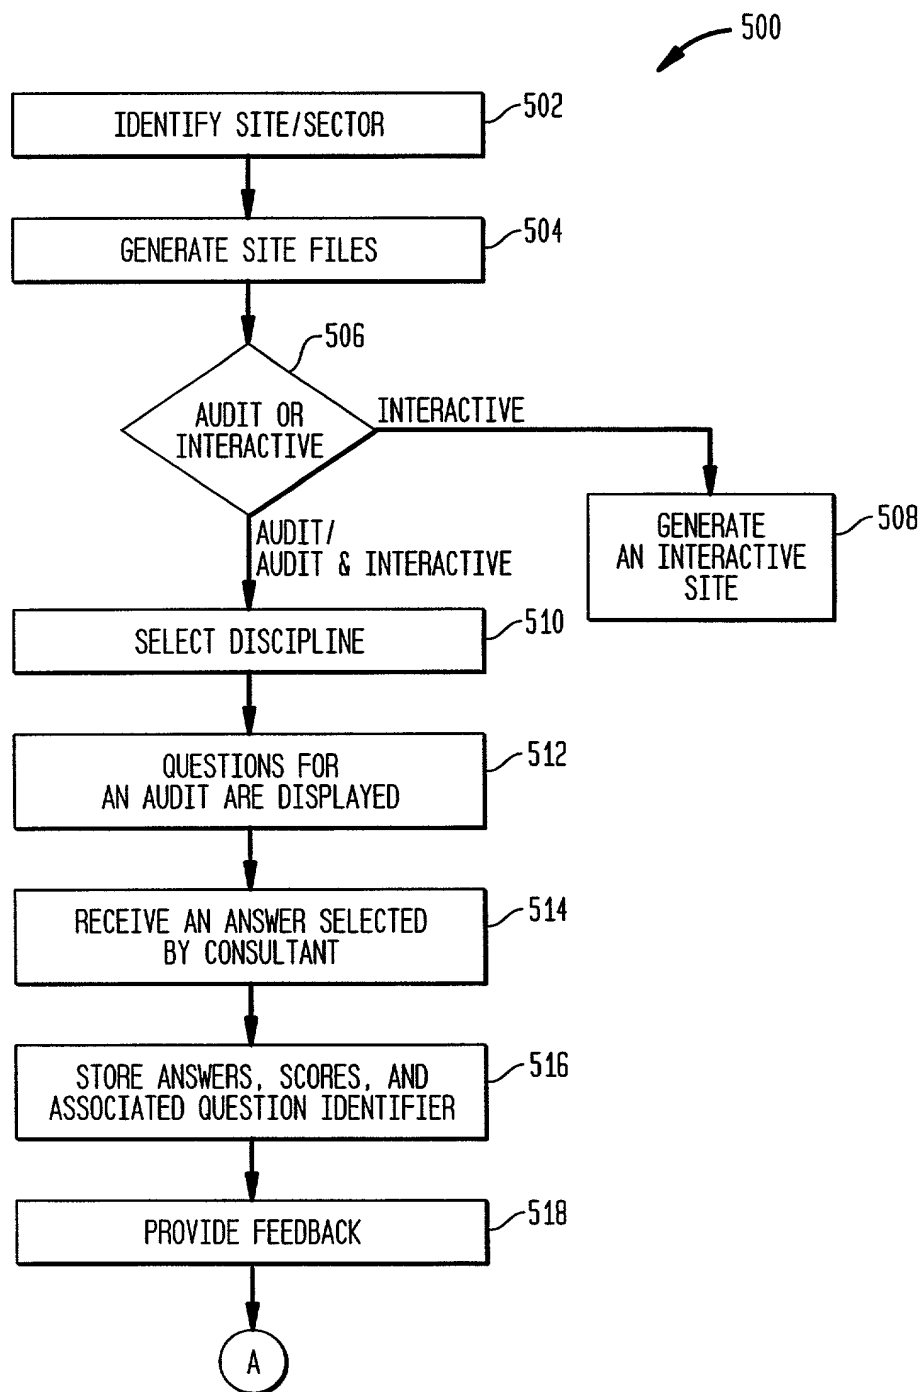 500
IDENTIFY SITE/SECTOR
502
GENERATE SITE FILES
504
506
AUDIT OR
INTERACTIVE
INTERACTIVE
GENERATE
AN INTERACTIVE
SITE
508
AUDIT/
AUDIT & INTERACTIVE
SELECT DISCIPLINE
510
QUESTIONS FOR
AN AUDIT ARE DISPLAYED
512
RECEIVE AN ANSWER SELECTED
BY CONSULTANT
514
STORE ANSWERS, SCORES, AND
ASSOCIATED QUESTION IDENTIFIER
516
PROVIDE FEEDBACK
518
A